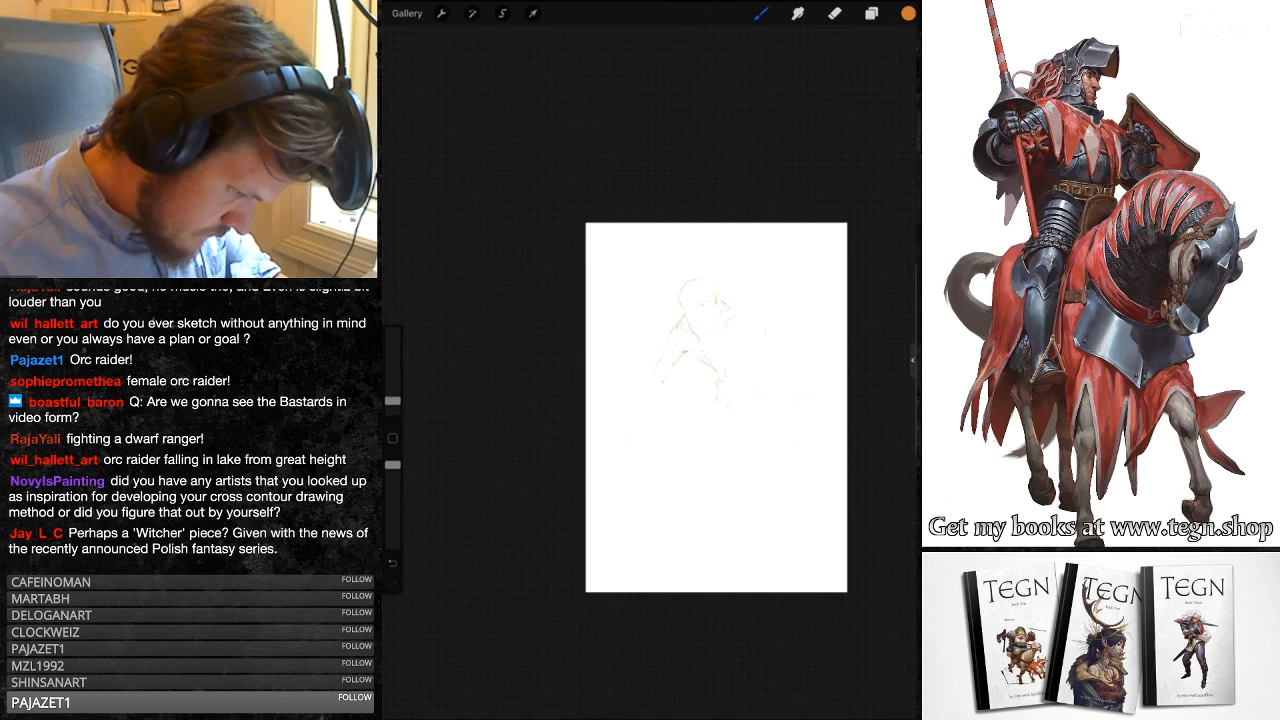 Gallery
louder than you
wil_hallett_art do you ever sketch without anything in mind
even or you always have a plan or goal ?
Pajazet1 Orc raider!
sophiepromethea female orc raider!
boastful_baron Q: Are we gonna see the Bastards in
video form?
RajaYali fighting a dwarf ranger!
wil_hallett_art orc raider falling in lake from great height
NovyIsPainting did you have any artists that you looked up
as inspiration for developing your cross contour drawing
method or did you figure that out by yourself?
Jay_L_C Perhaps a 'Witcher' piece? Given with the news of
the recently announced Polish fantasy series.
CAFEINOMAN FOLLOW
MARTABH FOLLOW
DELOGANART FOLLOW
CLOCKWEIZ FOLLOW
PAJAZET1 FOLLOW
MZL1992 FOLLOW
SHINSANART FOLLOW
PAJAZET1 FOLLOW
Get my books at www.tegn.shop
TEGN
TEGN
TEGN